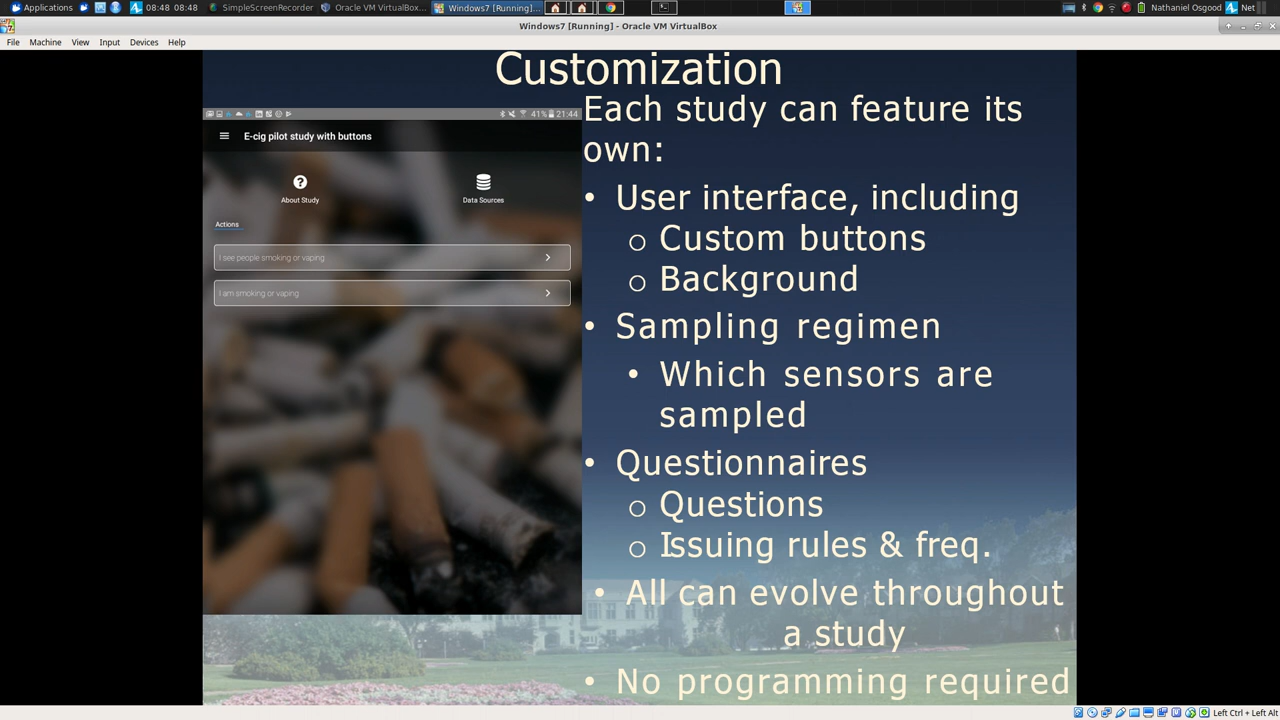 Applications
08:48 08:48
SimpleScreenRecorder
Oracle VM VirtualBox...
Windows7 [Running]...
Nathaniel Osgood
Net
Windows7 [Running] - Oracle VM VirtualBox
File Machine View Input Devices Help
Customization
41% 21:44
E-cig pilot study with buttons
About Study
Data Sources
Actions
I see people smoking or vaping
I am smoking or vaping
Each study can feature its
own:
• User interface, including
o Custom buttons
o Background
• Sampling regimen
• Which sensors are
sampled
• Questionnaires
o Questions
o Issuing rules & freq.
• All can evolve throughout
a study
• No programming required
Left Ctrl + Left Alt